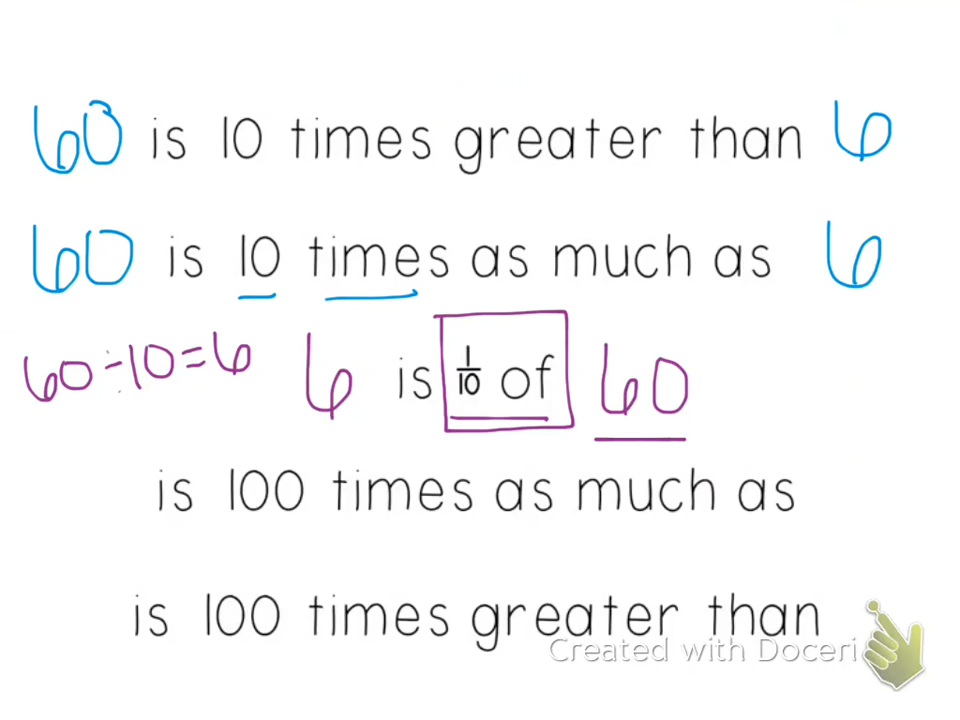 60 is 10 times greater than 6
60 is 10 times as much as 6
60÷10=6 6 is 1/10 of 60
is 100 times as much as
is 100 times greater than
Created with Doceri